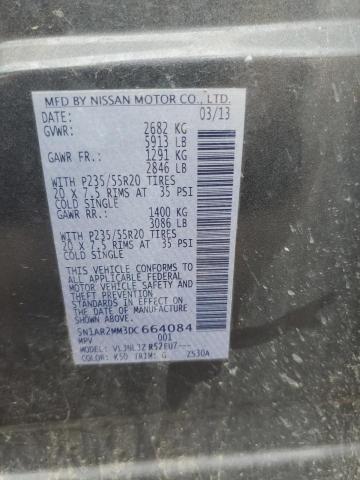 MFD BY NISSAN MOTOR CO., LTD.
DATE: 03/13
GVWR: 2682 KG
5913 LB
GAWR FR.: 1291 KG
2846 LB
WITH P235/55R20 TIRES
20 X 7.5 RIMS AT 35 PSI
COLD SINGLE
GAWR RR.: 1400 KG
3086 LB
WITH P235/55R20 TIRES
20 X 7.5 RIMS AT 35 PSI
COLD SINGLE
THIS VEHICLE CONFORMS TO
ALL APPLICABLE FEDERAL
MOTOR VEHICLE SAFETY AND
THEFT PREVENTION
STANDARDS IN EFFECT ON
THE DATE OF MANUFACTURE
SHOWN ABOVE.
5N1AR2MM3DC664084
MPV 001
MODEL: R52EUZ---
COLOR: K50 TRIM: G Z530A